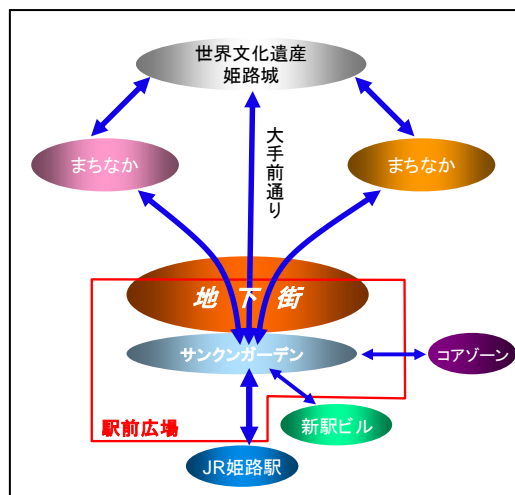 世界文化遺産
姫路城
大手前通り
まちなか
まちなか
地下街
サンクンガーデン
コアゾーン
駅前広場
新駅ビル
JR姫路駅